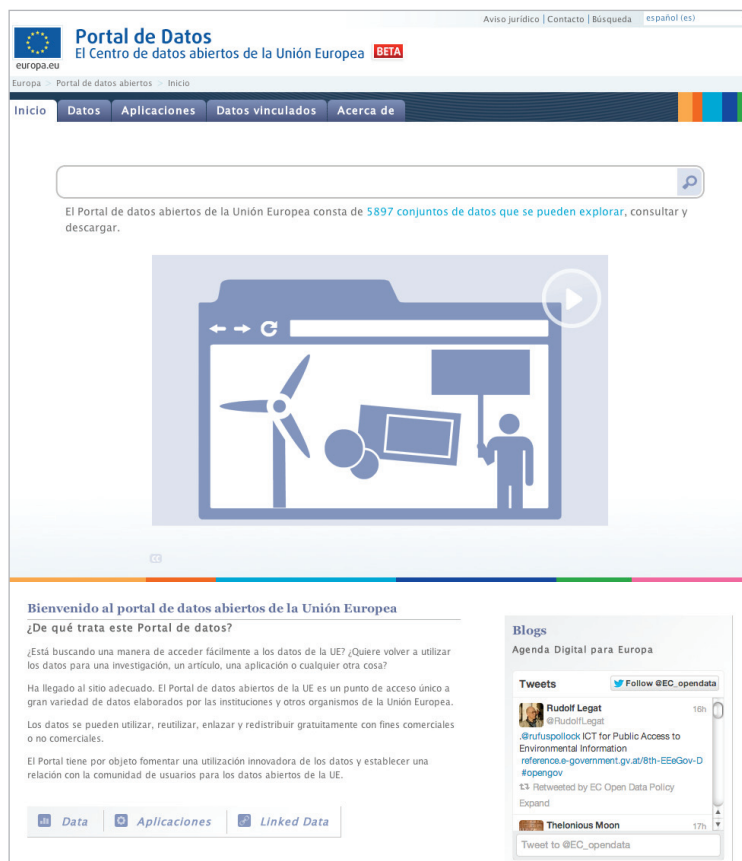 Aviso jurídico | Contacto | Búsqueda español (es)
Portal de Datos
El Centro de datos abiertos de la Unión Europea BETA
europa.eu
Europa > Portal de datos abiertos > Inicio
Inicio Datos Aplicaciones Datos vinculados Acerca de
El Portal de datos abiertos de la Unión Europea consta de 5897 conjuntos de datos que se pueden explorar, consultar y
descargar.
cc
Bienvenido al portal de datos abiertos de la Unión Europea
¿De qué trata este Portal de datos?
¿Está buscando una manera de acceder fácilmente a los datos de la UE? ¿Quiere volver a utilizar
los datos para una investigación, un artículo, una aplicación o cualquier otra cosa?
Ha llegado al sitio adecuado. El Portal de datos abiertos de la UE es un punto de acceso único a
gran variedad de datos elaborados por las instituciones y otros organismos de la Unión Europea.
Los datos se pueden utilizar, reutilizar, enlazar y redistribuir gratuitamente con fines comerciales
o no comerciales.
El Portal tiene por objeto fomentar una utilización innovadora de los datos y establecer una
relación con la comunidad de usuarios para los datos abiertos de la UE.
Data Aplicaciones Linked Data
Blogs
Agenda Digital para Europa
Tweets Follow @EC_opendata
Rudolf Legat 16h
@RudolfLegat
.@rufuspollock ICT for Public Access to
Environmental Information
reference.e-government.gv.at/8th-EEeGov-D
#opengov
Retweeted by EC Open Data Policy
Expand
Thelonious Moon 17h
Tweet to @EC_opendata